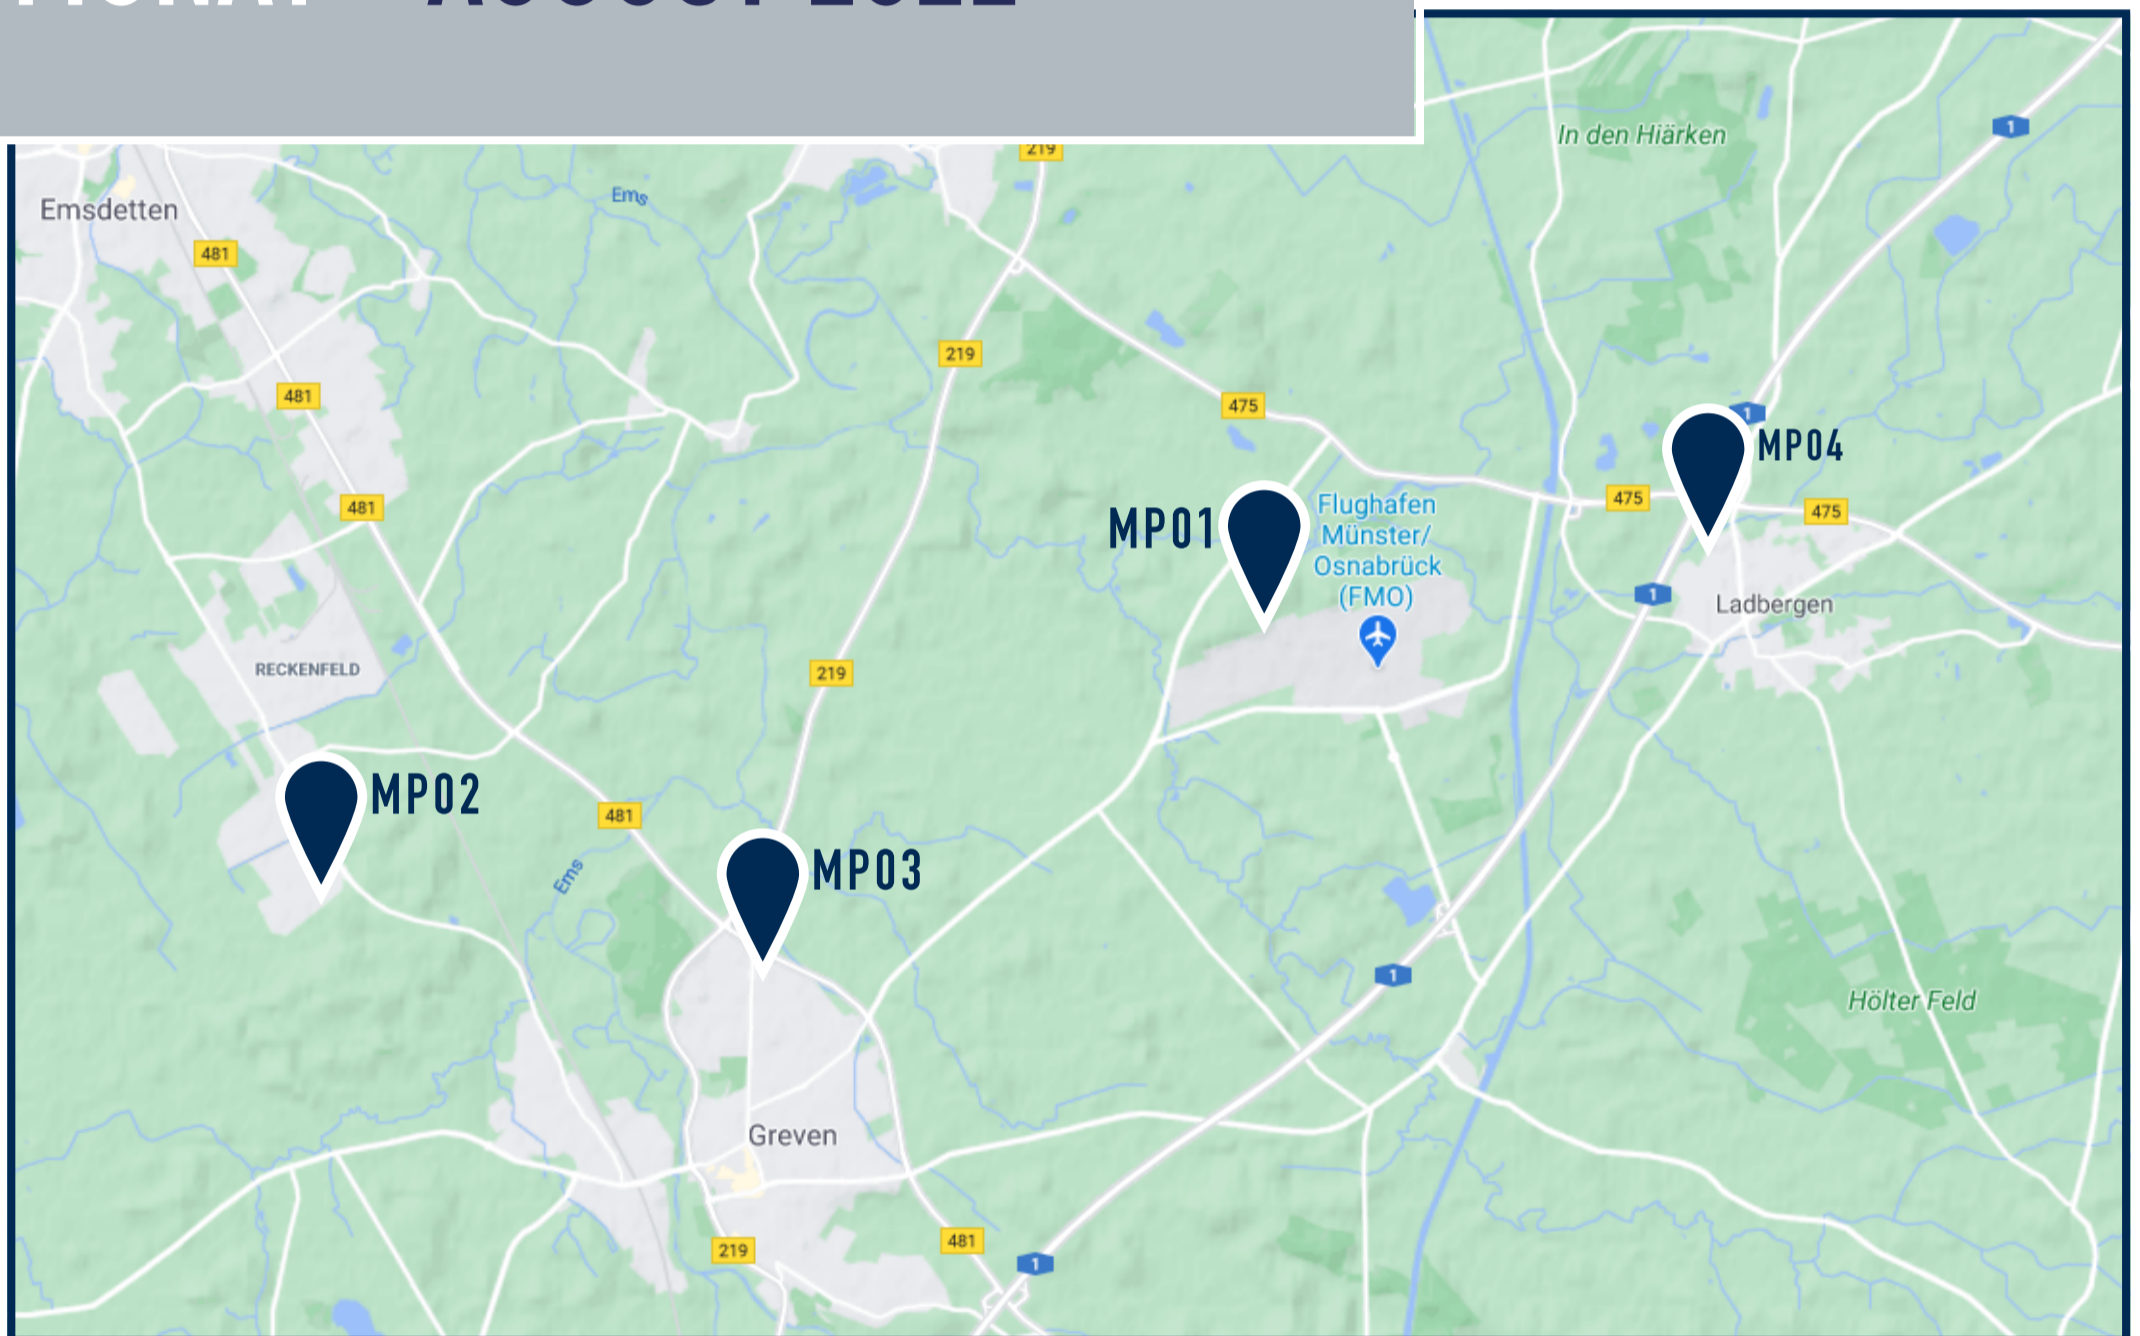 In den Hiärken
1
219
Ems
Emsdetten
481
219
481
475
1
MP04
481
475
475
Flughafen
Münster/
Osnabrück
(FMO)
MP01
1
Ladbergen
RECKENFELD
219
MP02
481
MP03
Ems
1
Hölter Feld
Greven
219
481
1